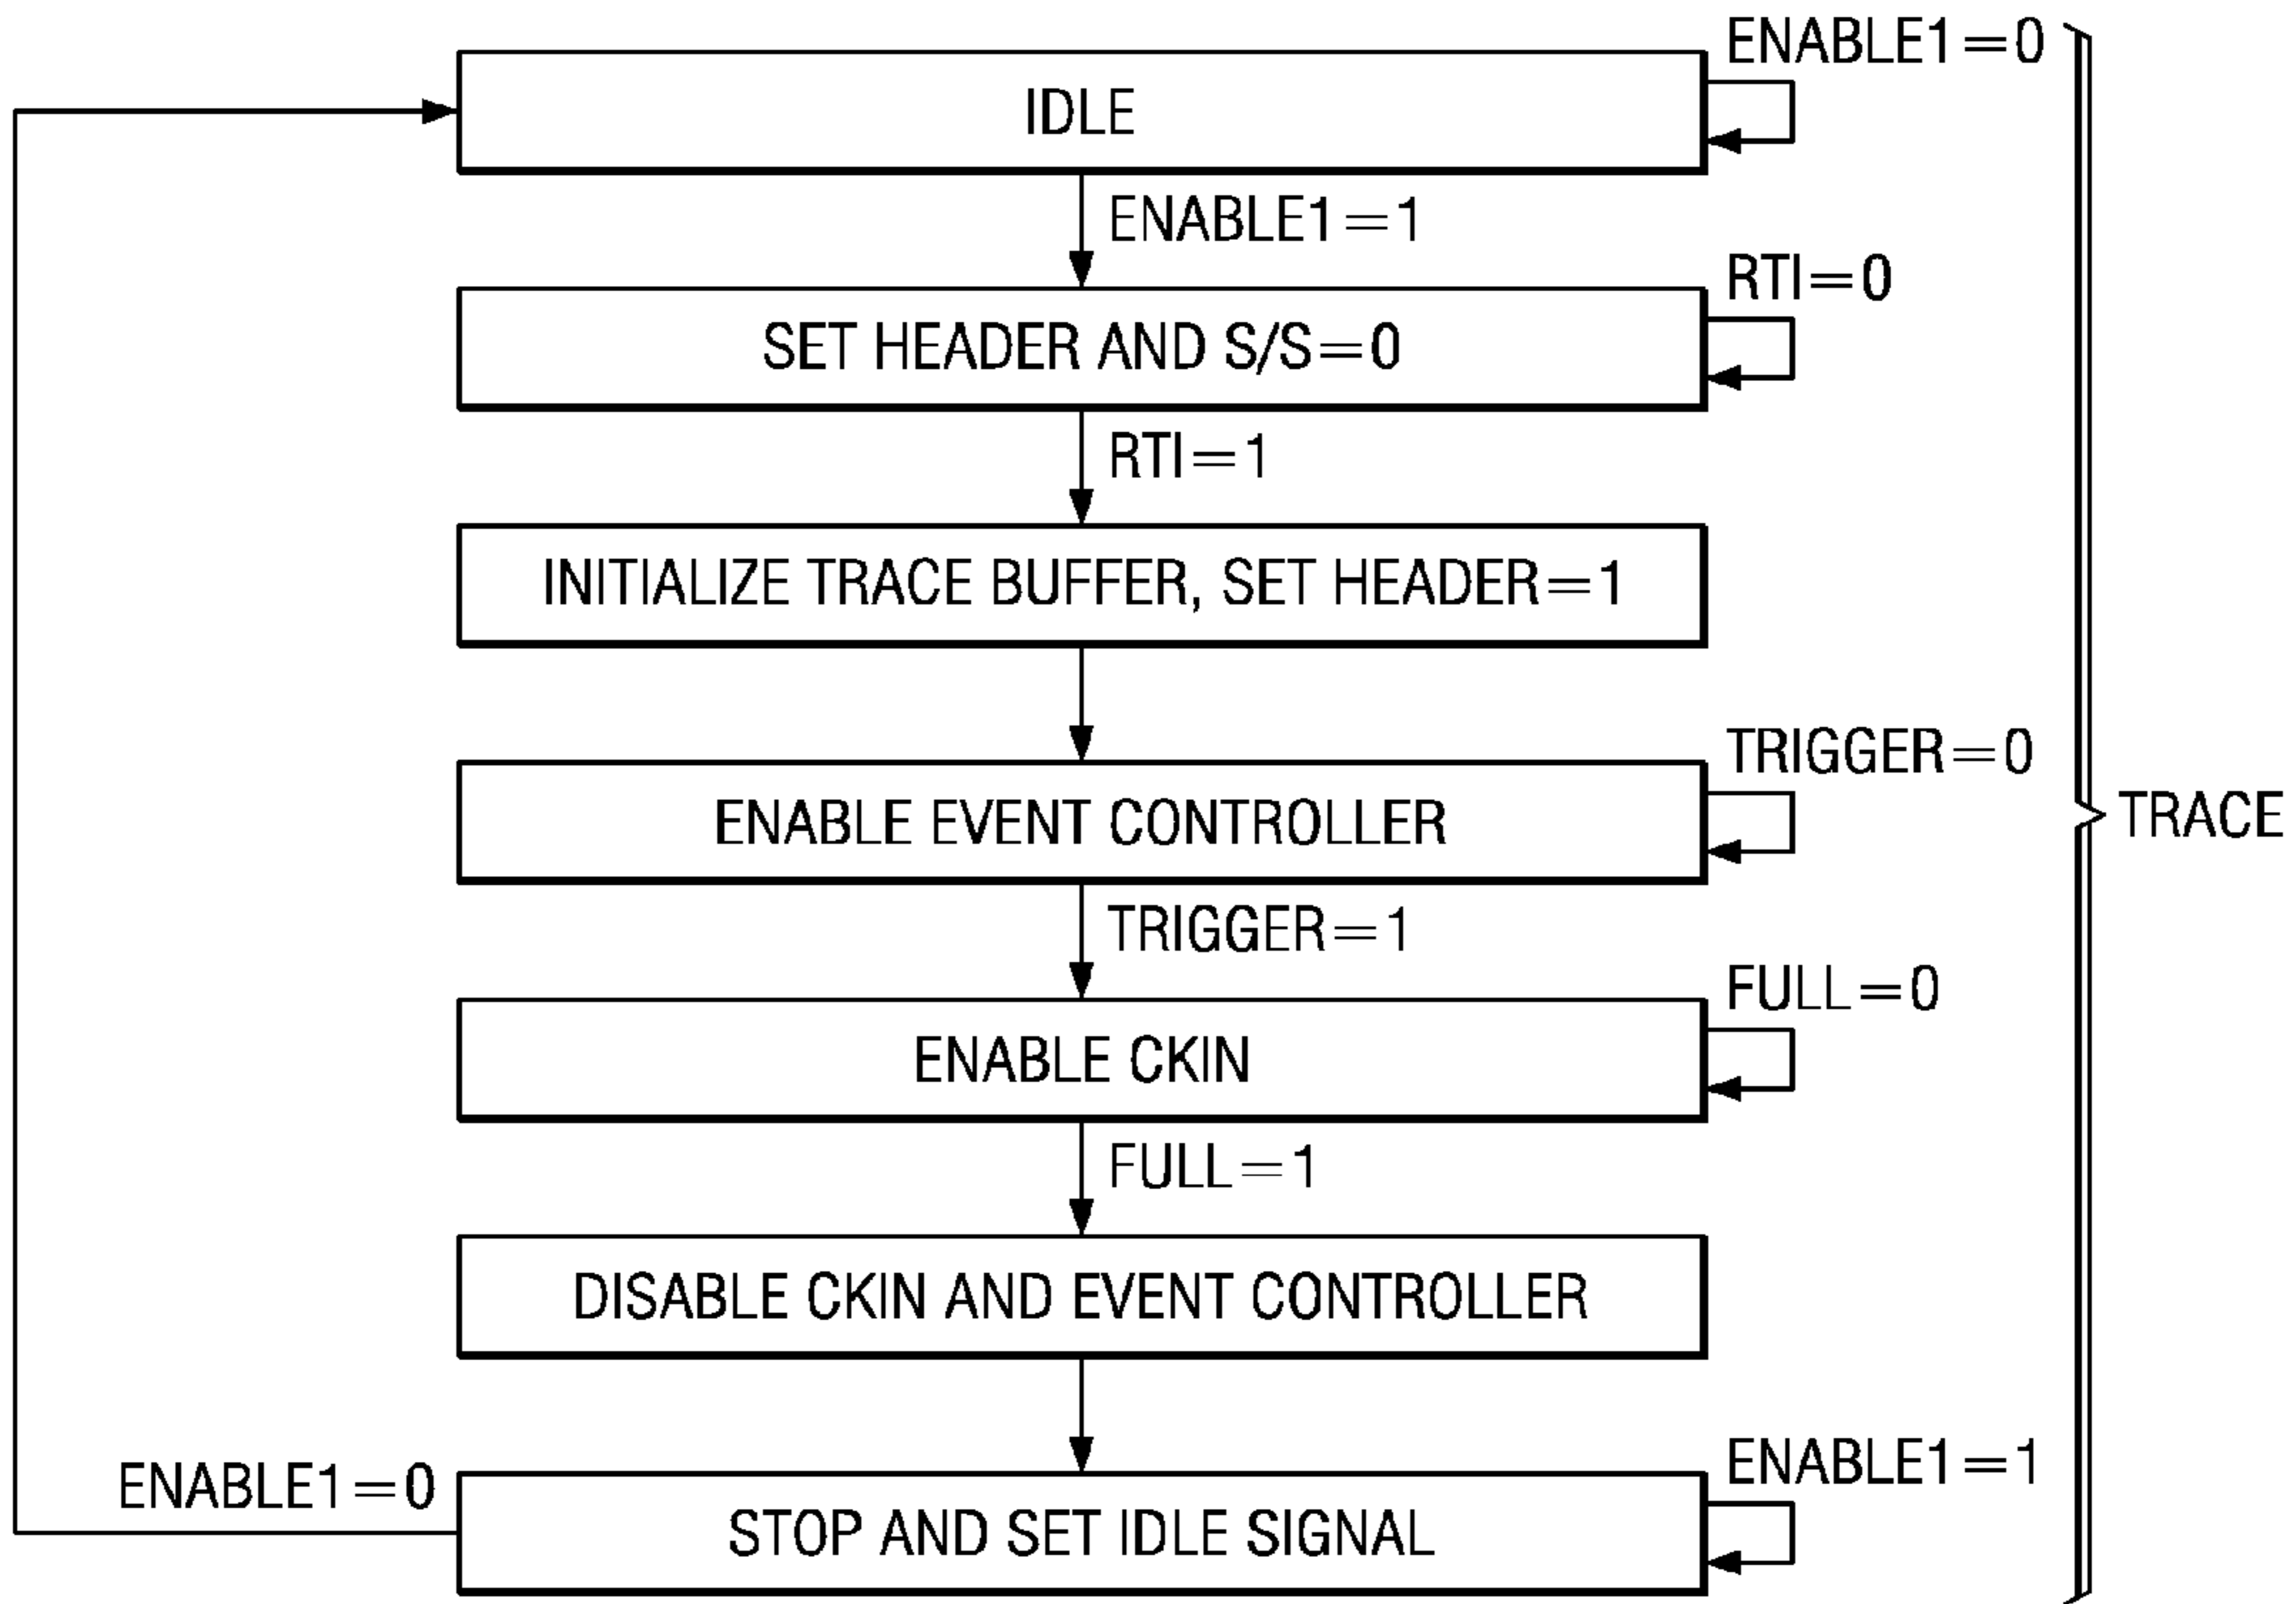 ENABLE1=0
IDLE
ENABLE1=1
RTI=0
SET HEADER AND S/S=0
RTI=1
INITIALIZE TRACE BUFFER, SET HEADER=1
TRIGGER=0
ENABLE EVENT CONTROLLER
TRACE
TRIGGER=1
FULL=0
ENABLE CKIN
FULL=1
DISABLE CKIN AND EVENT CONTROLLER
ENABLE1=1
ENABLE1=0
STOP AND SET IDLE SIGNAL